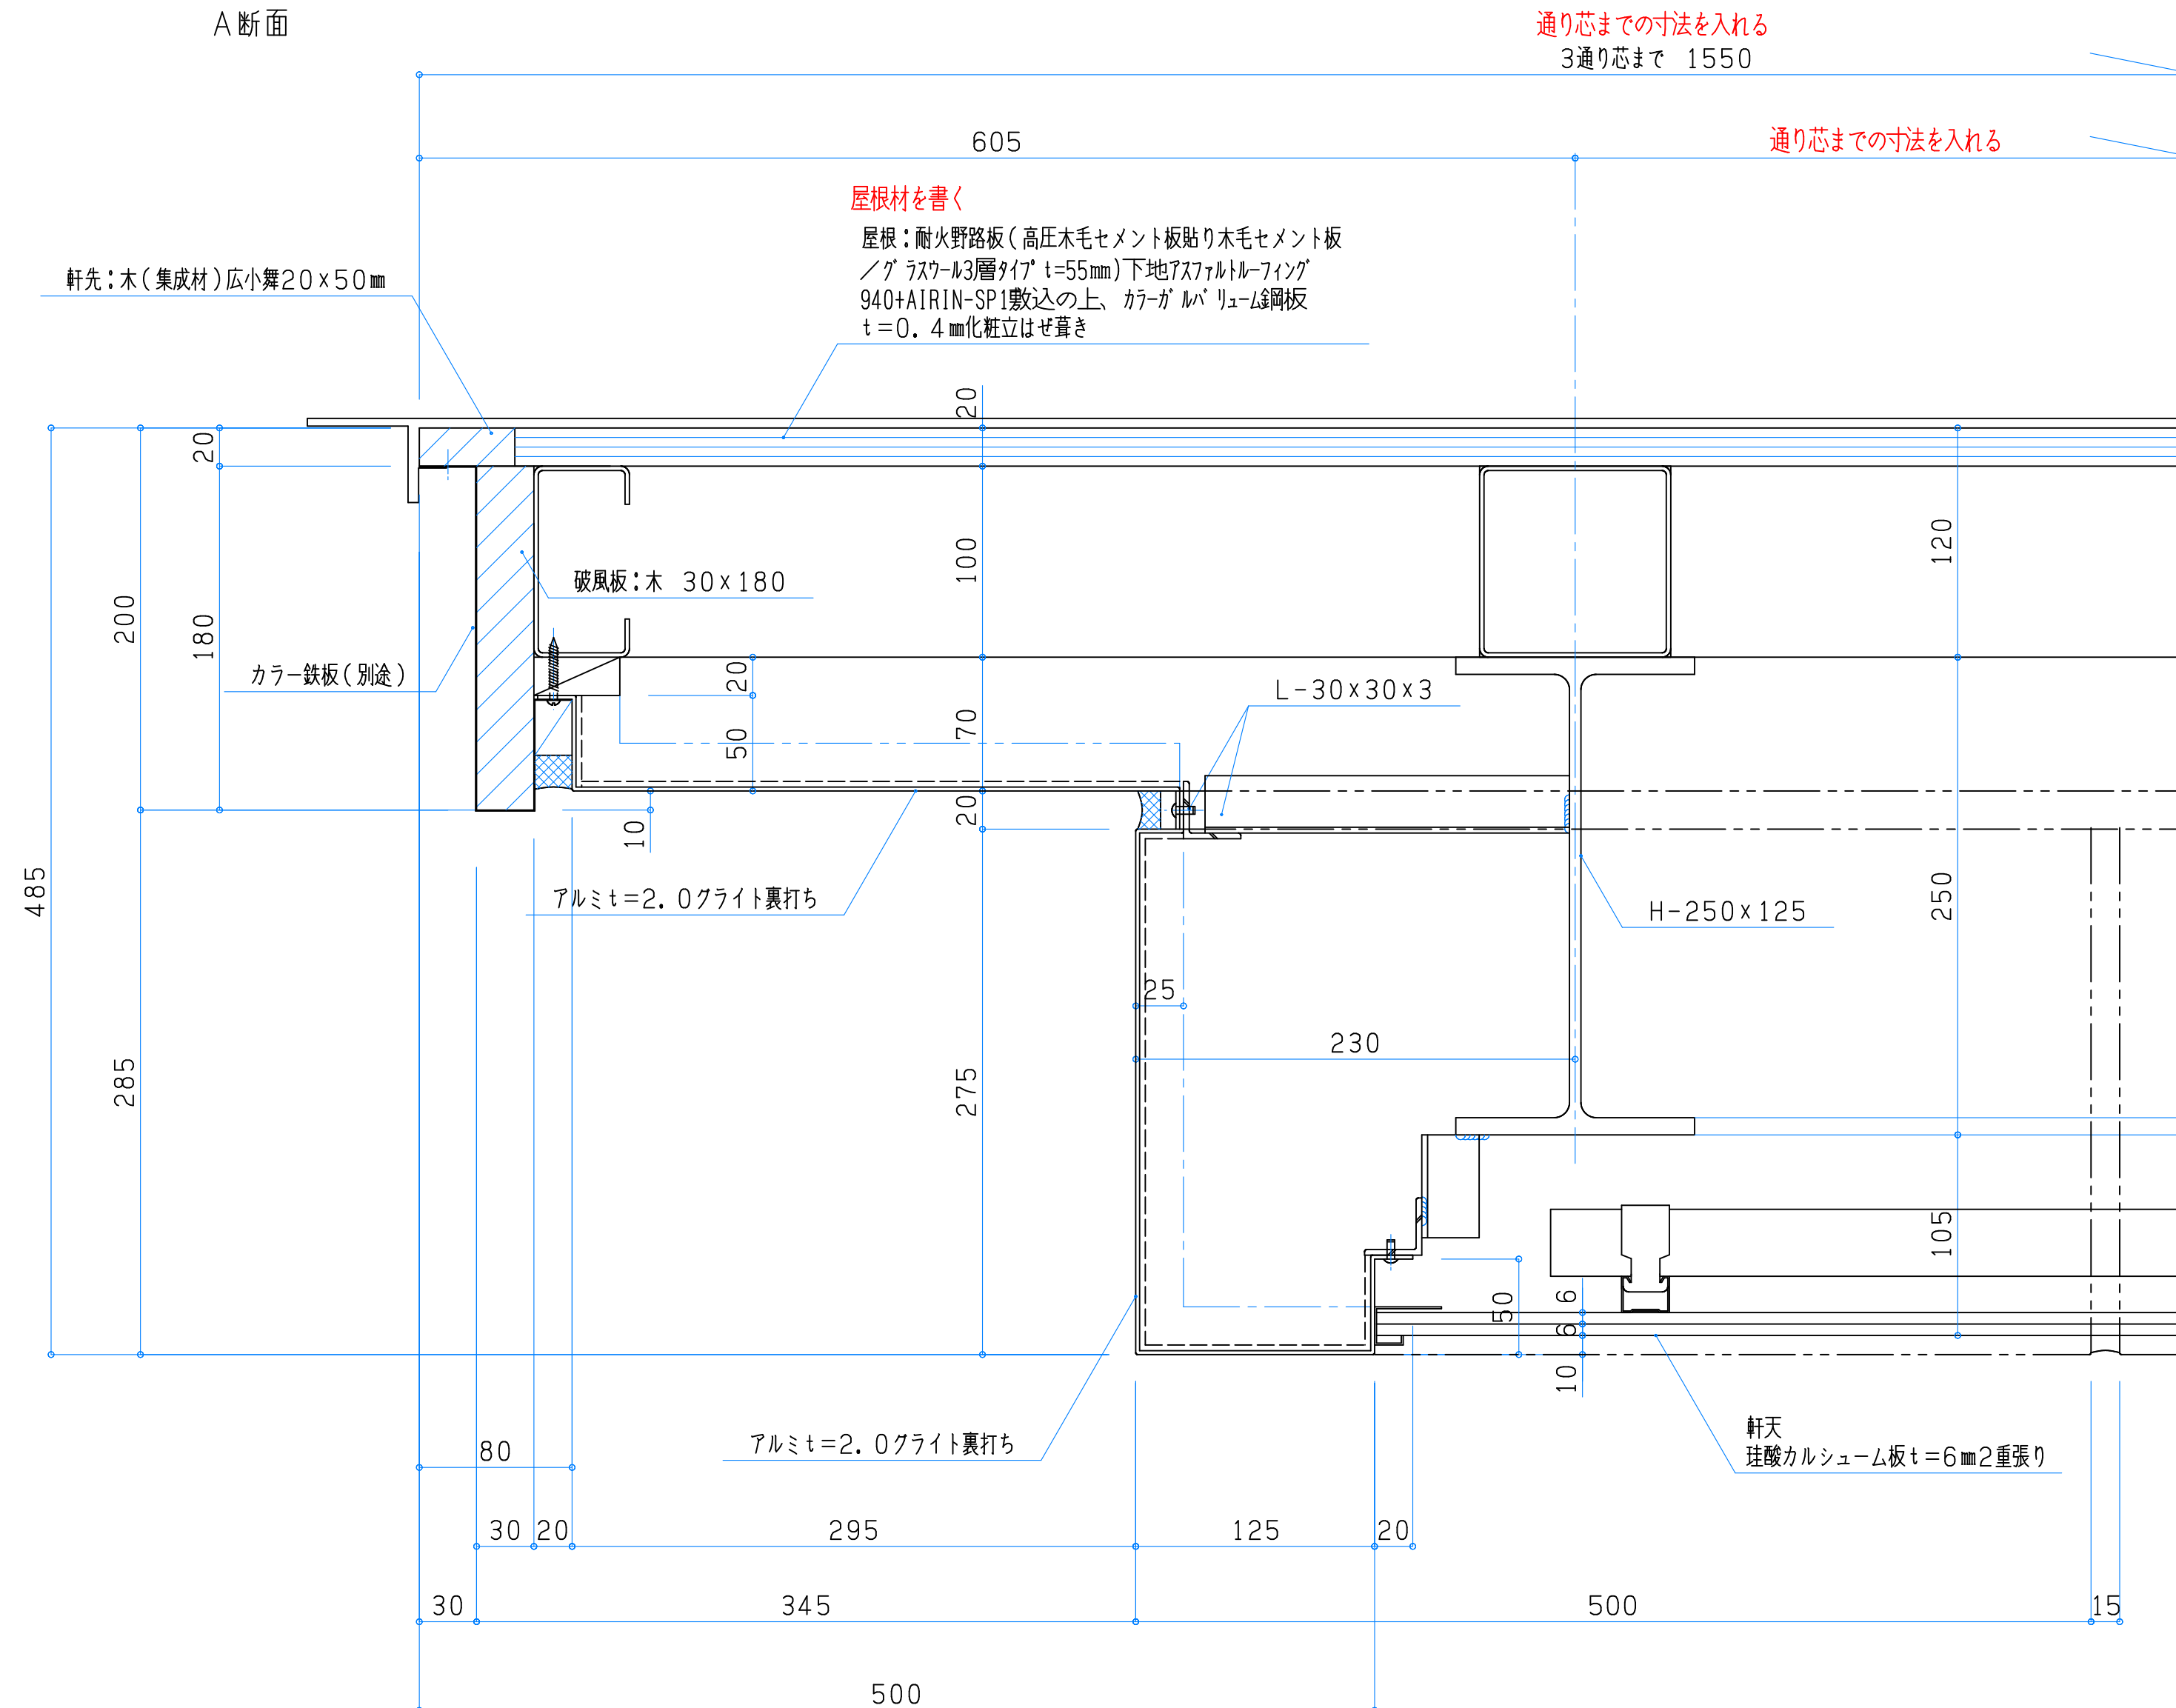 A断面
通り芯までの寸法を入れる
3通り芯まで 1550
605
通り芯までの寸法を入れる
屋根材を書く
屋根：耐火野路板(高圧木毛セメント板貼り木毛セメント板
／グラスウール3層タイプt=55mm)下地アスファルトルーフィング
940+AIRIN-SP1敷込の上、カラーガルバリューム鋼板
t=0.4㎜化粧立はぜ葺き
軒先：木(集成材)広小舞20×50㎜
20
20
100
120
破風板：木 30×180
200
180
カラー鉄板(別途)
20
50
70
L-30×30×3
10
20
485
アルミt=2.0グライト裏打ち
250
H-250×125
25
230
285
275
105
50
6
6
10
軒天
珪酸カルシューム板t=6㎜2重張り
アルミt=2.0グライト裏打ち
80
30
20
295
125
20
30
345
500
15
500